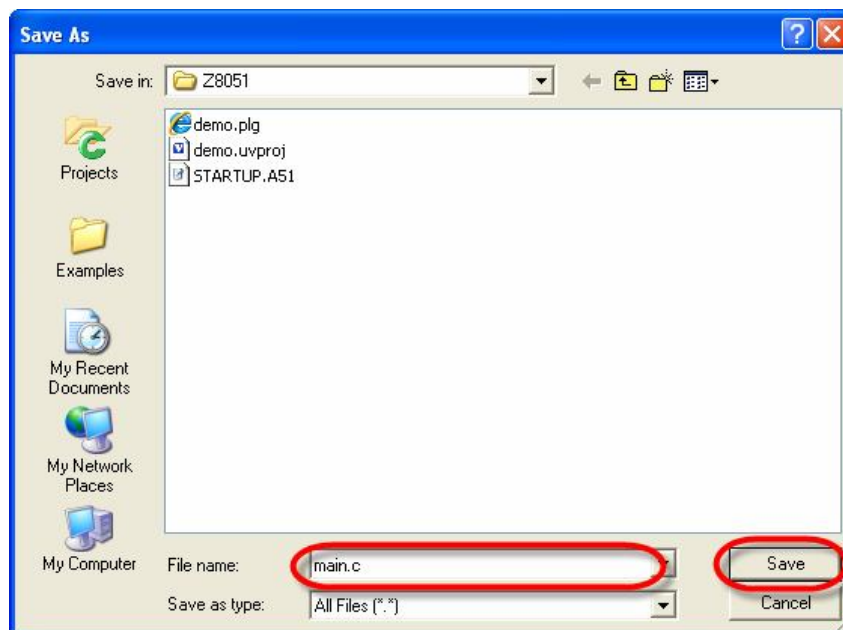 Save As
Save in:
Z8051
demo.plg
demo.uvproj
STARTUP.A51
Projects
Examples
My Recent
Documents
My Network
Places
My Computer
File name:
main.c
Save
Save as type:
All Files (*.*)
Cancel